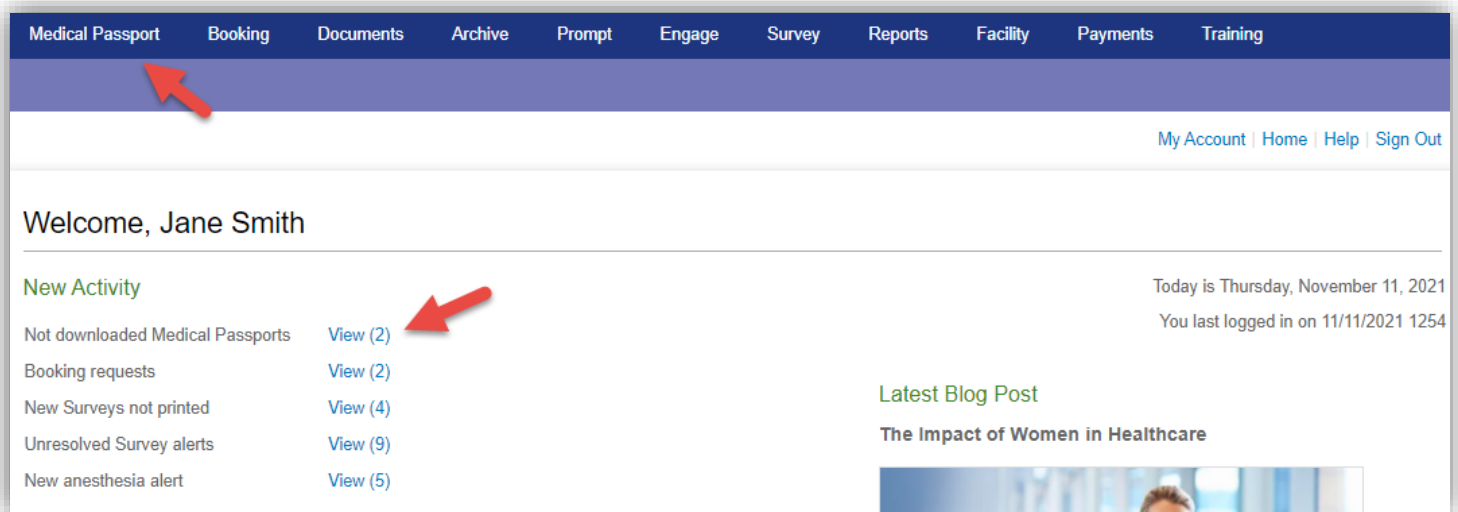 Medical Passport Booking Documents Archive Prompt Engage Survey Reports Facility Payments Training
My Account | Home | Help | Sign Out
Welcome, Jane Smith
New Activity
Today is Thursday, November 11, 2021
Not downloaded Medical Passports View (2)
You last logged in on 11/11/2021 1254
Booking requests View (2)
New Surveys not printed View (4)
Unresolved Survey alerts View (9)
New anesthesia alert View (5)
Latest Blog Post
The Impact of Women in Healthcare